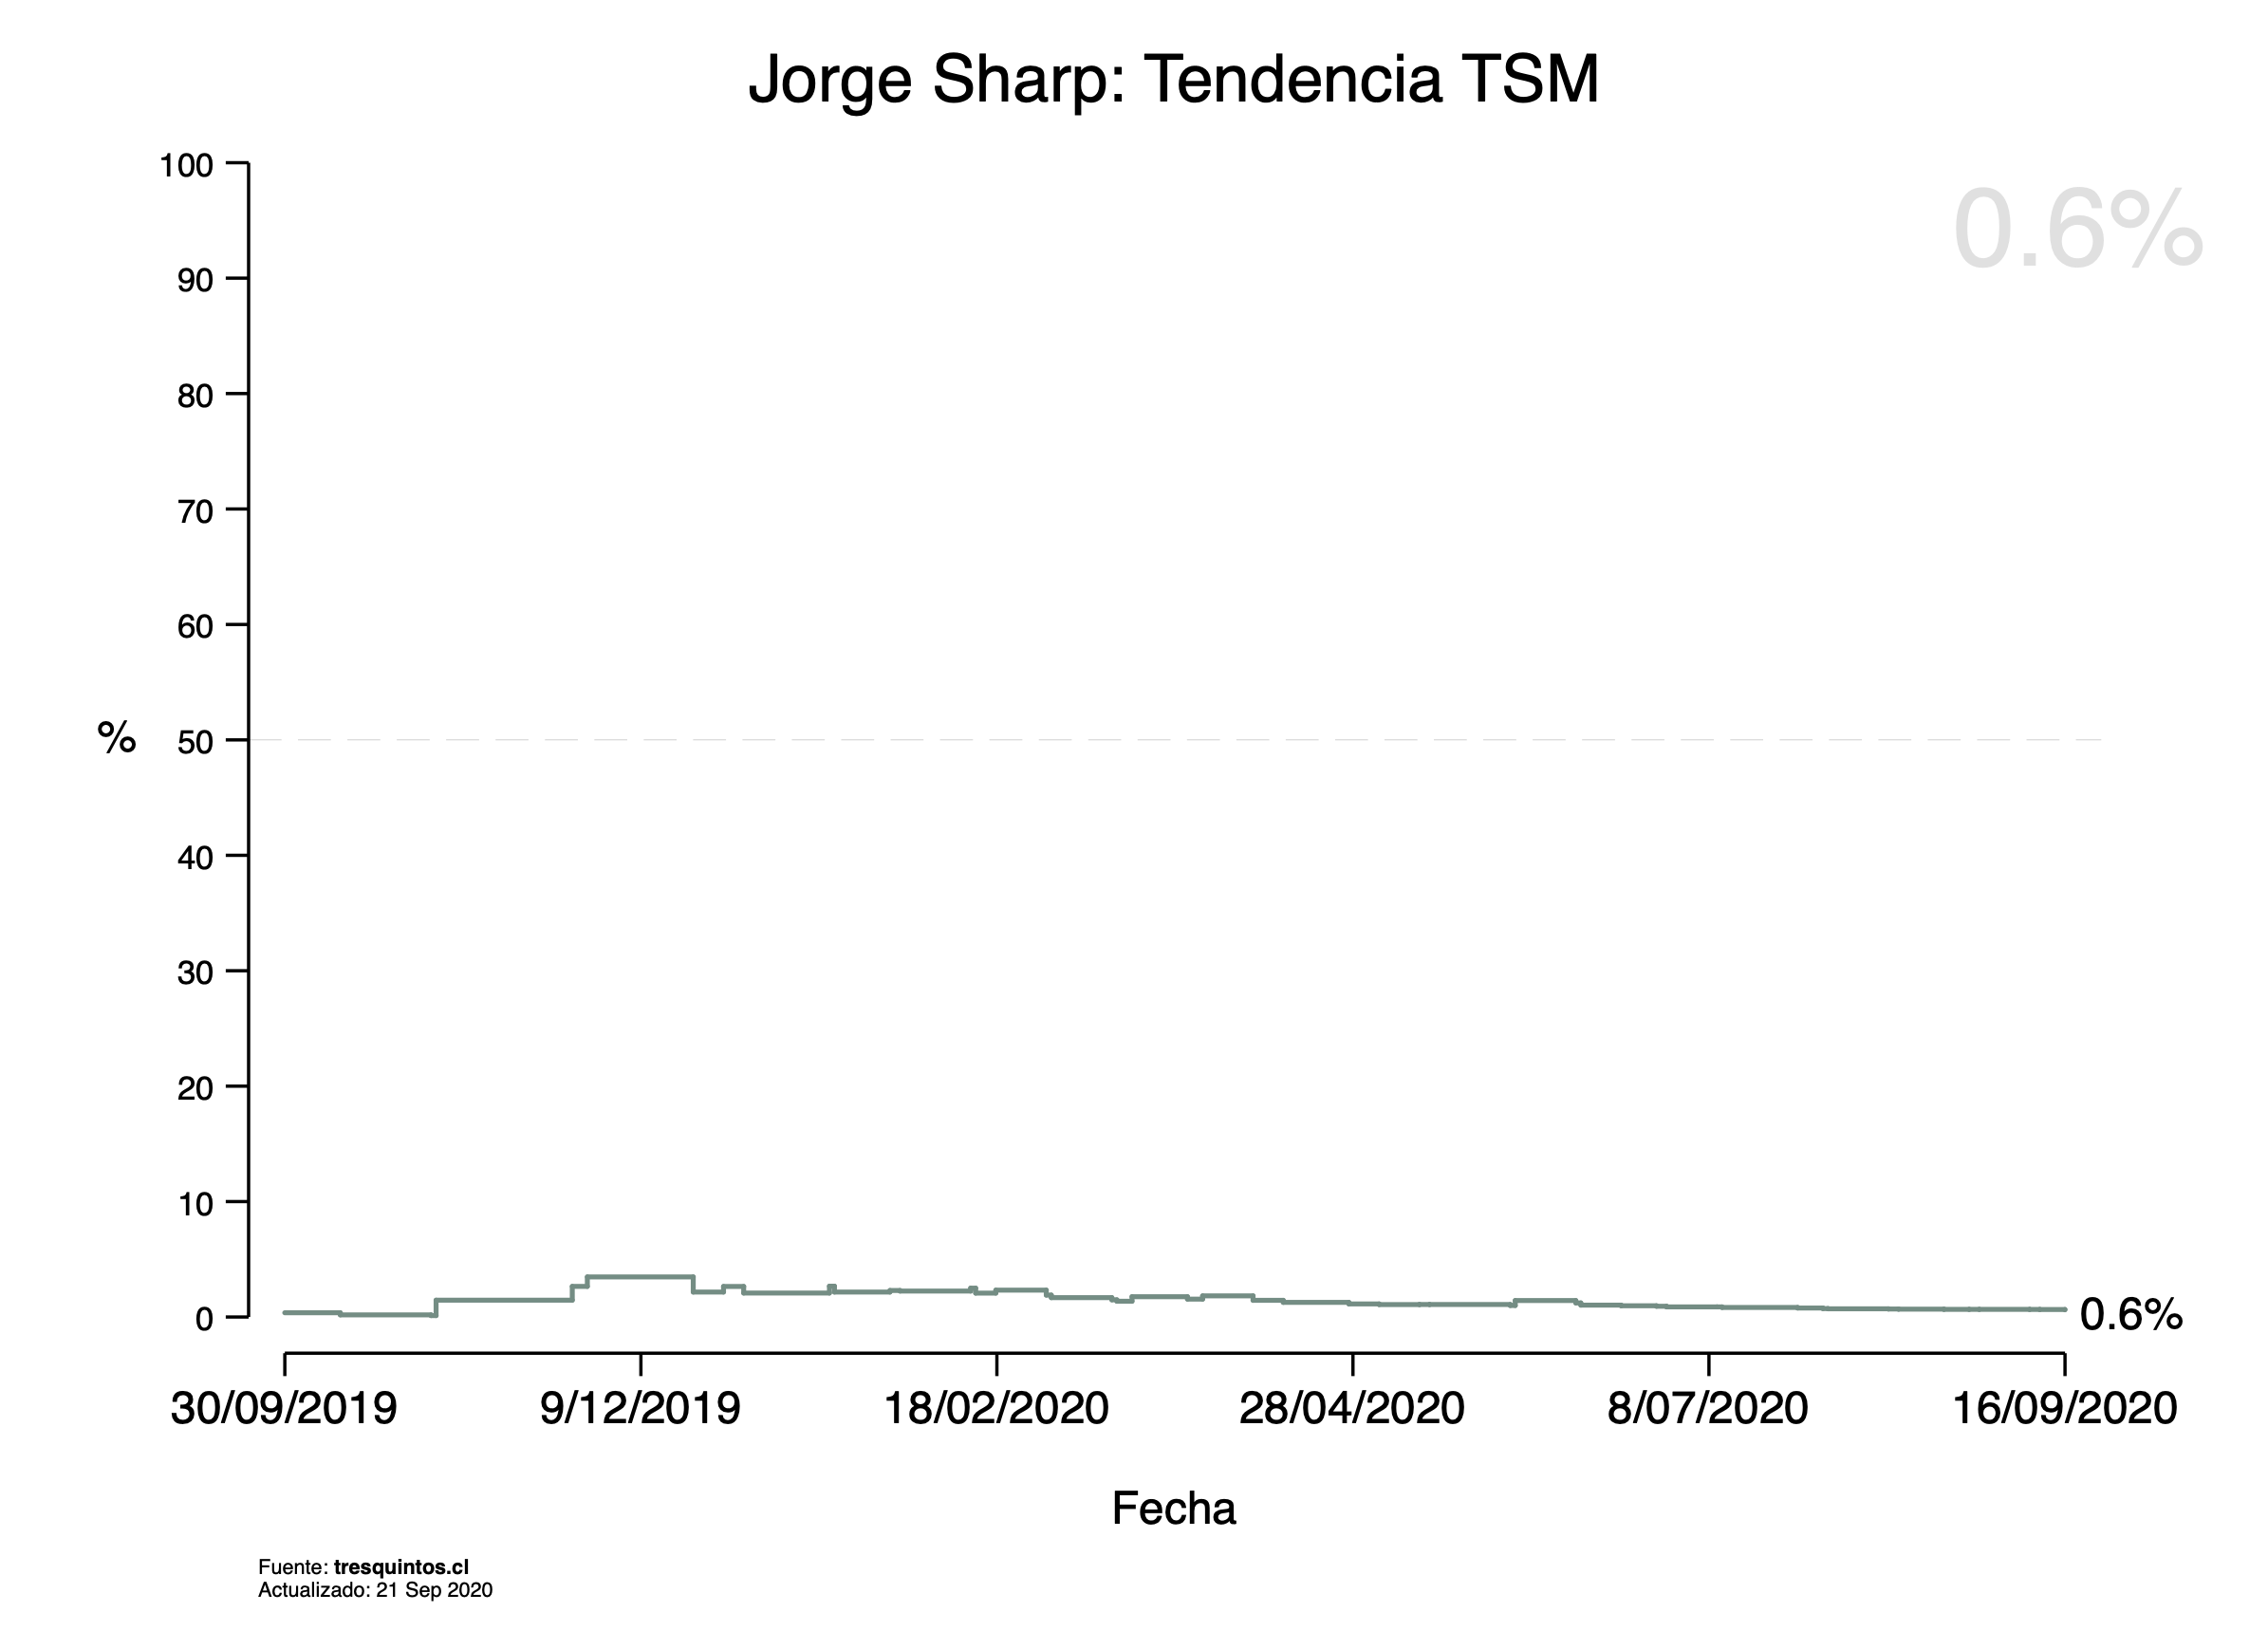 Jorge Sharp: Tendencia TSM
0.6%
100
90
80
70
60
50
40
30
20
10
0
%
0.6%
30/09/2019 9/12/2019 18/02/2020 28/04/2020 8/07/2020 16/09/2020
Fecha
Fuente: tresquintos.cl
Actualizado: 21 Sep 2020